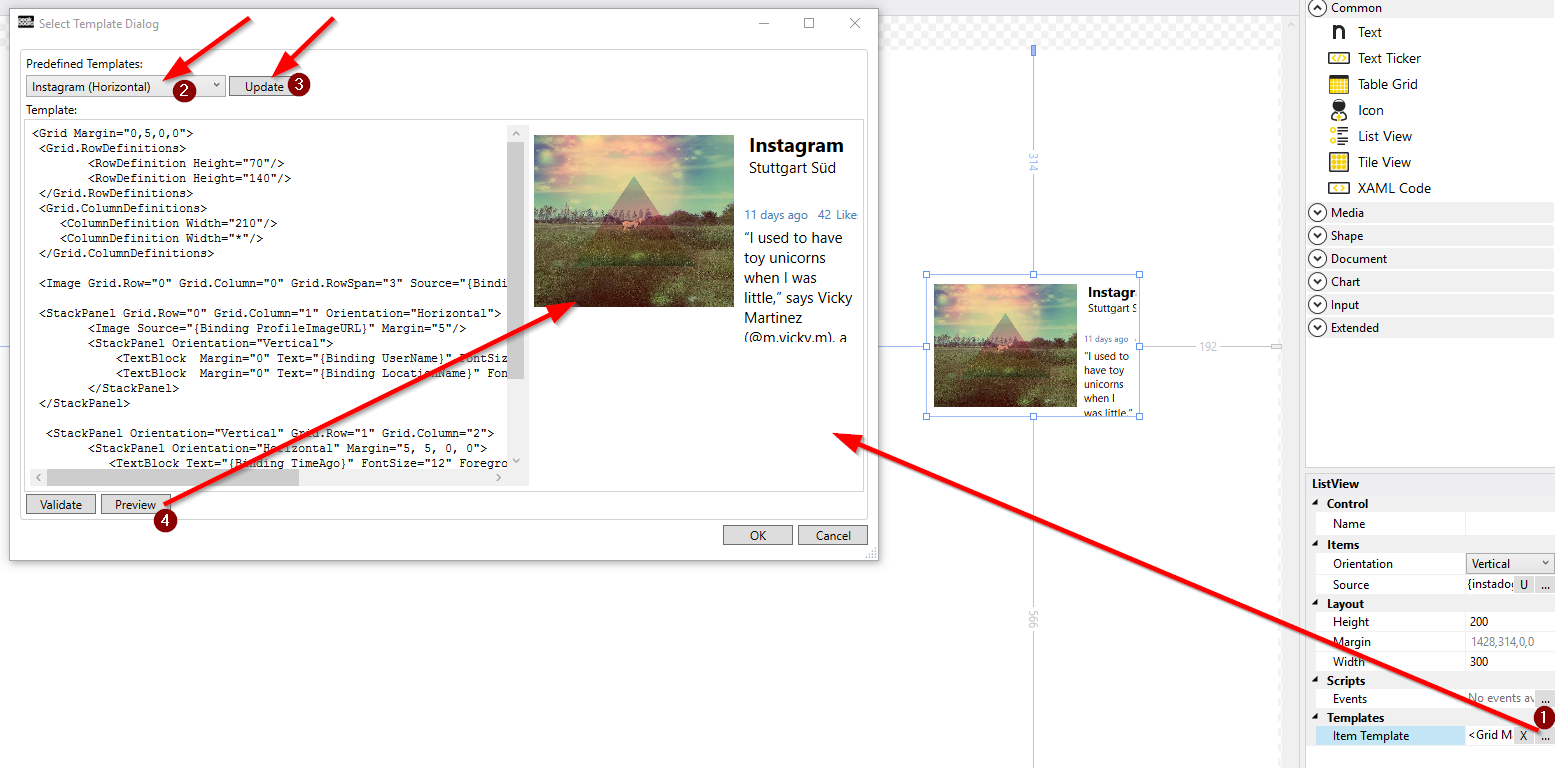 Select Template Dialog
Predefined Templates:
Instagram (Horizontal)
2
Update
3
Template:
<Grid Margin="0,5,0,0">
<Grid.RowDefinitions>
<RowDefinition Height="70"/>
<RowDefinition Height="140"/>
</Grid.RowDefinitions>
<Grid.ColumnDefinitions>
<ColumnDefinition Width="210"/>
<ColumnDefinition Width="*"/>
</Grid.ColumnDefinitions>
<Image Grid.Row="0" Grid.Column="0" Grid.RowSpan="3" Source="{Bindi
<StackPanel Grid.Row="0" Grid.Column="1" Orientation="Horizontal">
<Image Source="{Binding ProfileImageURL}" Margin="5"/>
<StackPanel Orientation="Vertical">
<TextBlock Margin="0" Text="{Binding UserName}" FontSiz
<TextBlock Margin="0" Text="{Binding LocationName}" Fon
</StackPanel>
</StackPanel>
<StackPanel Orientation="Vertical" Grid.Row="1" Grid.Column="2">
<StackPanel Orientation="Horizontal" Margin="5, 5, 0, 0">
<TextBlock Text="{Binding TimeAgo}" FontSize="12" Foregro
Instagram
Stuttgart Süd
11 days ago 42 Like
“I used to have
toy unicorns
when I was
little,” says Vicky
Martinez
(@m.vicky.m), a
Validate
Preview
4
OK
Cancel
314
Instagr
Stuttgart S
11 days ago
“I used to
have toy
unicorns
when I
was little,”
192
566
Common
Text
Text Ticker
Table Grid
Icon
List View
Tile View
XAML Code
Media
Shape
Document
Chart
Input
Extended
ListView
Control
Name
Items
Orientation Vertical
Source {instado U ...
Layout
Height 200
Margin 1428,314,0,0
Width 300
Scripts
Events No events av ...
Templates
1
Item Template <Grid M X ...